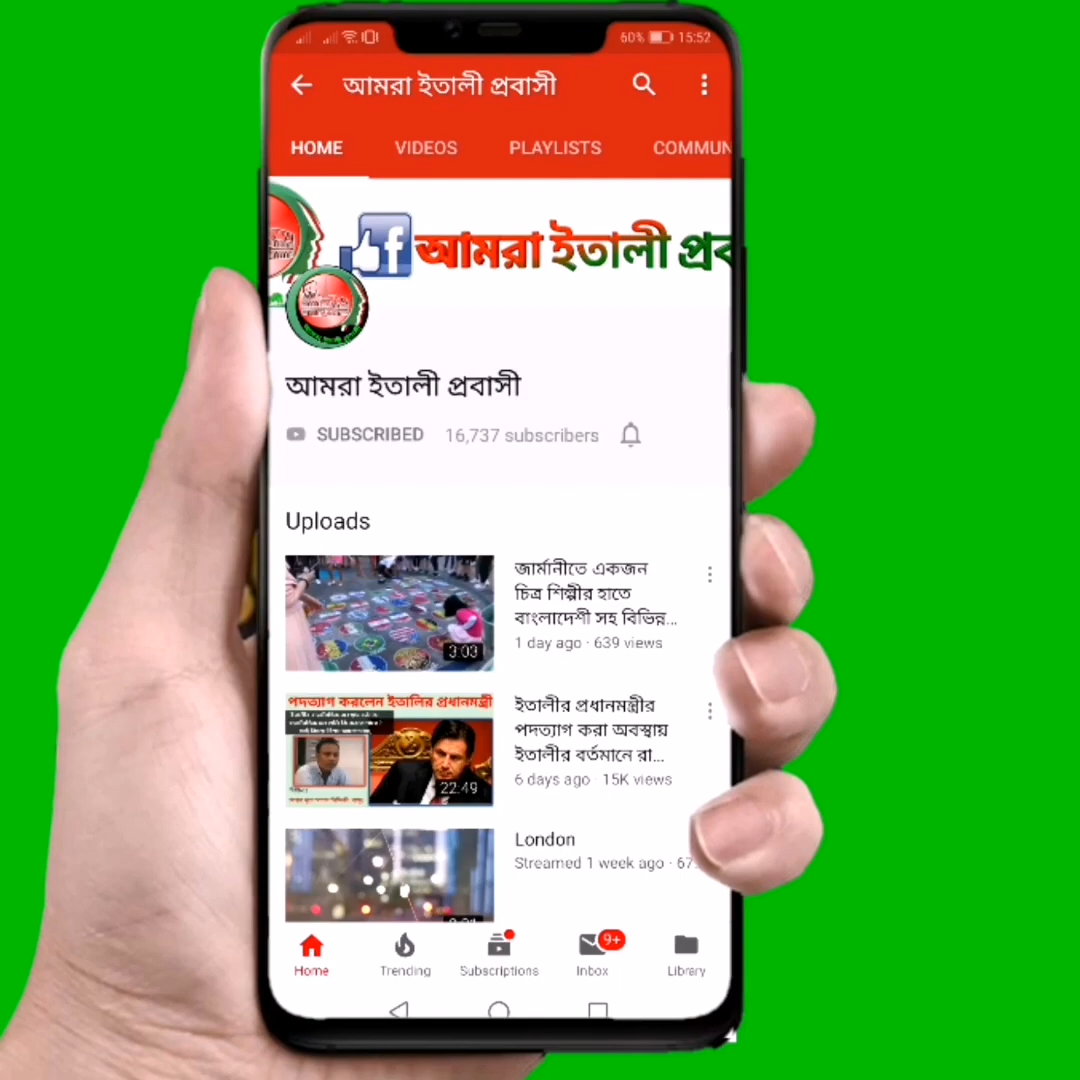 60% 15:52
আমরা ইতালী প্রবাসী
HOME VIDEOS PLAYLISTS COMMUN
f আমরা ইতালী প্রব
আমরা ইতালী প্রবাসী
SUBSCRIBED 16,737 subscribers
Uploads
জার্মানীতে একজন
চিত্র শিল্পীর হাতে
বাংলাদেশী সহ বিভিন্ন...
1 day ago · 639 views
3:03
পদত্যাগ করলেন ইতালির প্রধানমন্ত্রী
22:49
ইতালীর প্রধানমন্ত্রীর
পদত্যাগ করা অবস্থায়
ইতালীর বর্তমানে রা...
6 days ago · 15K views
London
Streamed 1 week ago · 67.
Home Trending Subscriptions Inbox 9+ Library